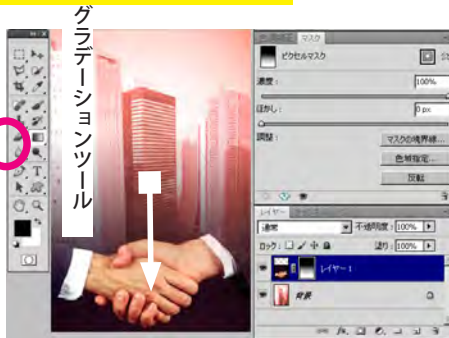 グラデーションツール
マスク
ピクセルマスク
濃度：
100%
ぼかし：
0 px
調整：
マスクの境界線...
色域指定...
反転
レイヤー
通常
不透明度：100%
ロック：
塗り：100%
レイヤー 1
背景